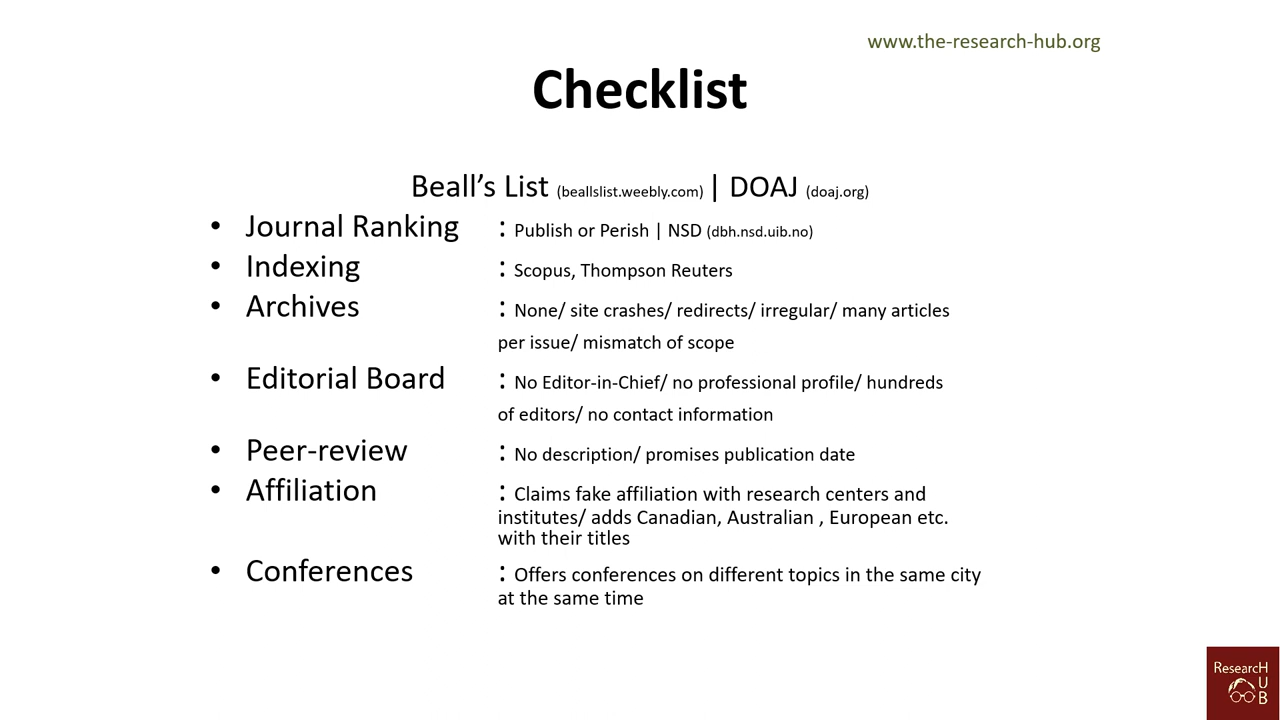 www.the-research-hub.org
Checklist
Beall’s List (beallslist.weebly.com) | DOAJ (doaj.org)
• Journal Ranking : Publish or Perish | NSD (dbh.nsd.uib.no)
• Indexing : Scopus, Thompson Reuters
• Archives : None/ site crashes/ redirects/ irregular/ many articles
per issue/ mismatch of scope
• Editorial Board : No Editor-in-Chief/ no professional profile/ hundreds
of editors/ no contact information
• Peer-review : No description/ promises publication date
• Affiliation : Claims fake affiliation with research centers and
institutes/ adds Canadian, Australian , European etc.
with their titles
• Conferences : Offers conferences on different topics in the same city
at the same time
ResearcH
U
B